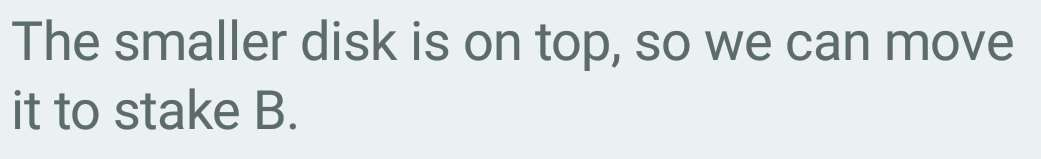 The smaller disk is on top, so we can move
it to stake B.